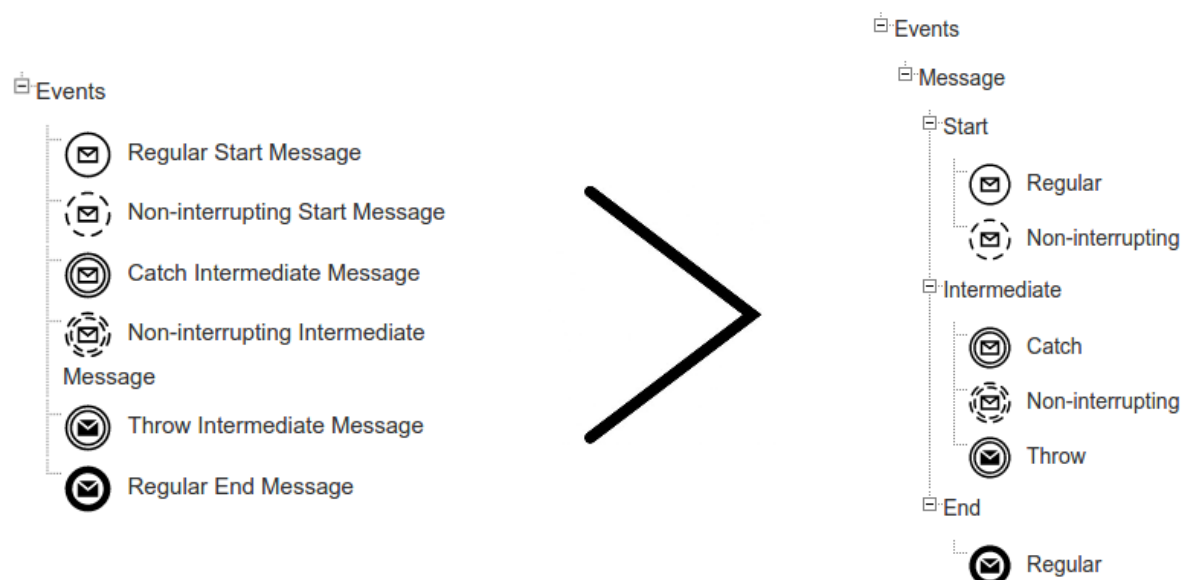 Events
Regular Start Message
Non-interrupting Start Message
Catch Intermediate Message
Non-interrupting Intermediate
Message
Throw Intermediate Message
Regular End Message
Events
Message
Start
Regular
Non-interrupting
Intermediate
Catch
Non-interrupting
Throw
End
Regular